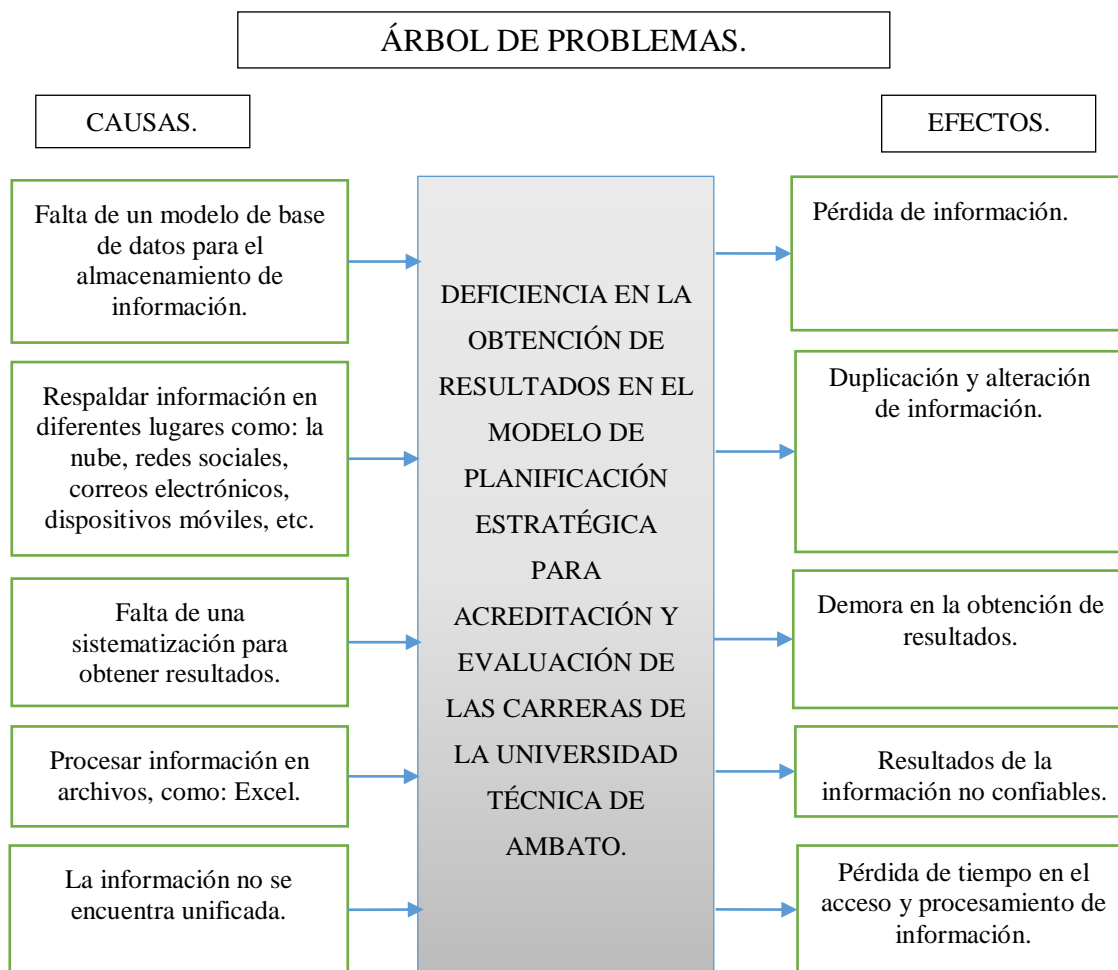 ÁRBOL DE PROBLEMAS.
CAUSAS.
EFECTOS.
Falta de un modelo de base
de datos para el
almacenamiento de
información.
Respaldar información en
diferentes lugares como: la
nube, redes sociales,
correos electrónicos,
dispositivos móviles, etc.
Falta de una
sistematización para
obtener resultados.
Procesar información en
archivos, como: Excel.
La información no se
encuentra unificada.
DEFICIENCIA EN LA
OBTENCIÓN DE
RESULTADOS EN EL
MODELO DE
PLANIFICACIÓN
ESTRATÉGICA
PARA
ACREDITACIÓN Y
EVALUACIÓN DE
LAS CARRERAS DE
LA UNIVERSIDAD
TÉCNICA DE
AMBATO.
Pérdida de información.
Duplicación y alteración
de información.
Demora en la obtención de
resultados.
Resultados de la
información no confiables.
Pérdida de tiempo en el
acceso y procesamiento de
información.